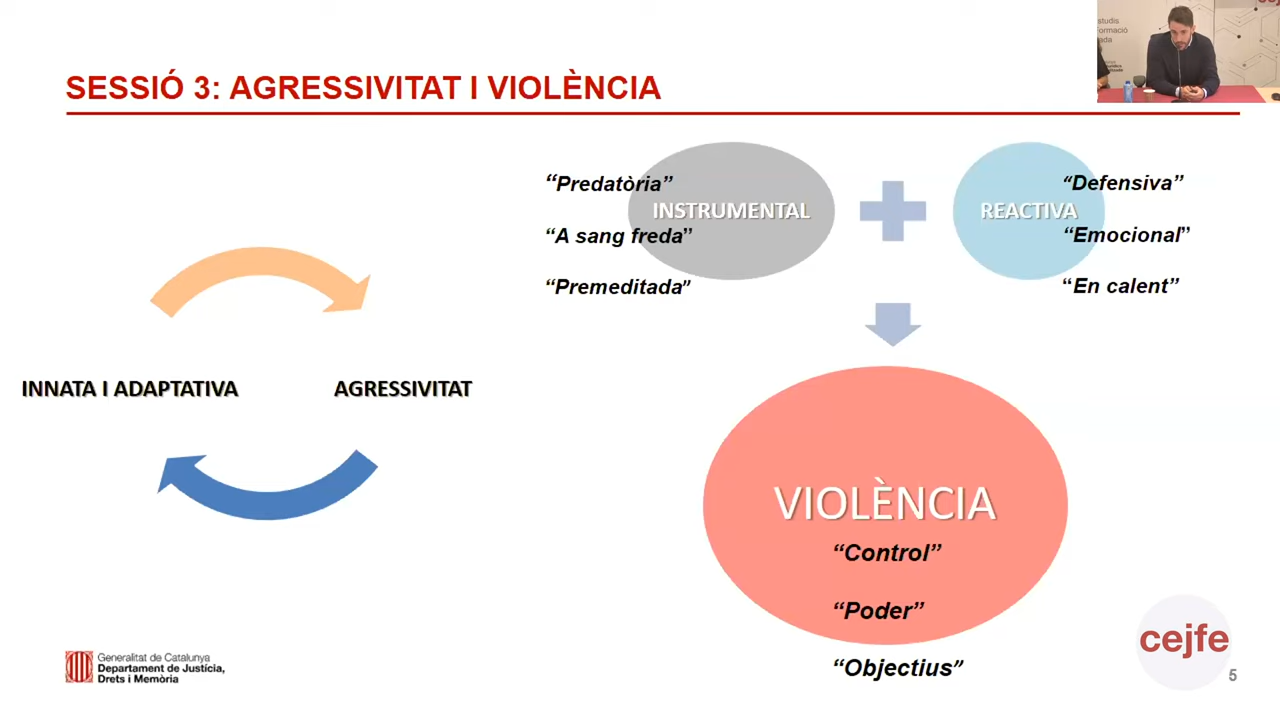 SESSIÓ 3: AGRESSIVITAT I VIOLÈNCIA
INNATA I ADAPTATIVA
AGRESSIVITAT
“Predatòria”
INSTRUMENTAL
“A sang freda”
“Premeditada”
“Defensiva”
REACTIVA
“Emocional”
“En calent”
VIOLÈNCIA
“Control”
“Poder”
“Objectius”
Generalitat de Catalunya
Departament de Justícia,
Drets i Memòria
cejfe
5